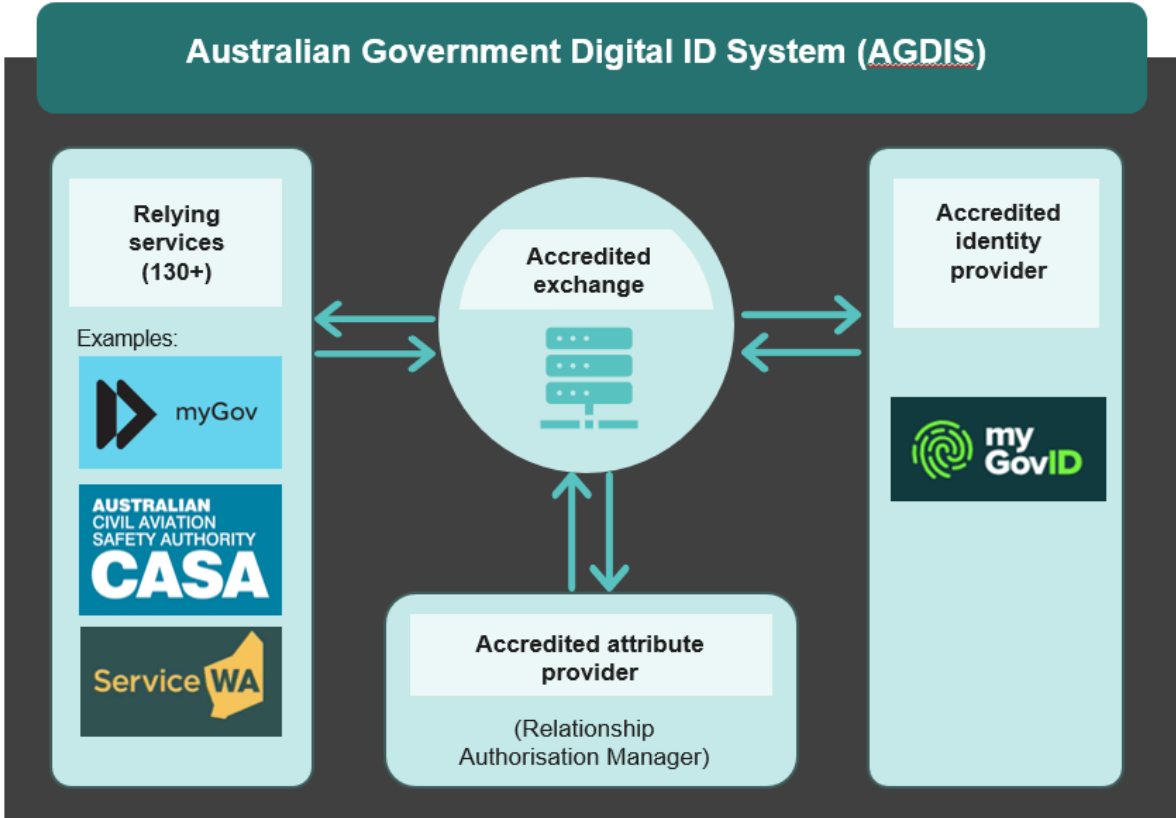 Australian Government Digital ID System (AGDIS)
Relying
services
(130+)
Examples:
myGov
AUSTRALIAN
CIVIL AVIATION
SAFETY AUTHORITY
CASA
Service WA
Accredited
exchange
Accredited attribute
provider
(Relationship
Authorisation Manager)
Accredited
identity
provider
my
GovID